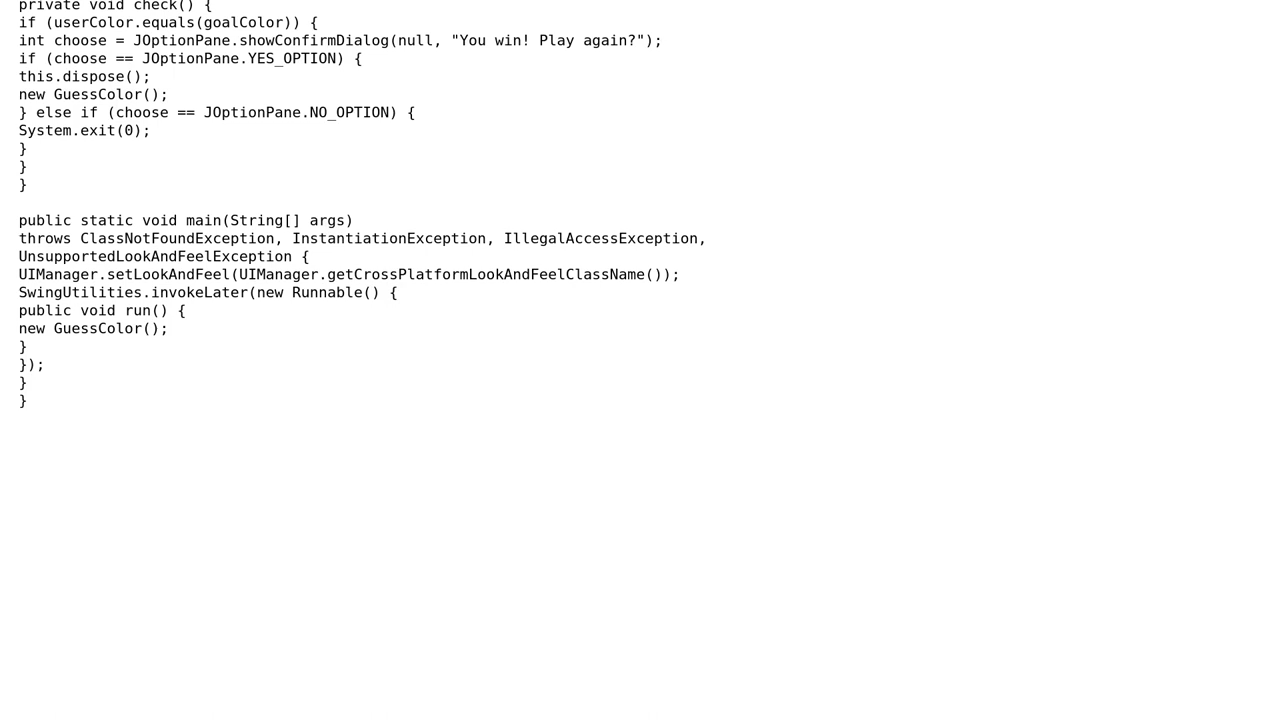 private void check() {
if (userColor.equals(goalColor)) {
int choose = JOptionPane.showConfirmDialog(null, "You win! Play again?");
if (choose == JOptionPane.YES_OPTION) {
this.dispose();
new GuessColor();
} else if (choose == JOptionPane.NO_OPTION) {
System.exit(0);
}
}
}

public static void main(String[] args)
throws ClassNotFoundException, InstantiationException, IllegalAccessException,
UnsupportedLookAndFeelException {
UIManager.setLookAndFeel(UIManager.getCrossPlatformLookAndFeelClassName());
SwingUtilities.invokeLater(new Runnable() {
public void run() {
new GuessColor();
}
});
}
}